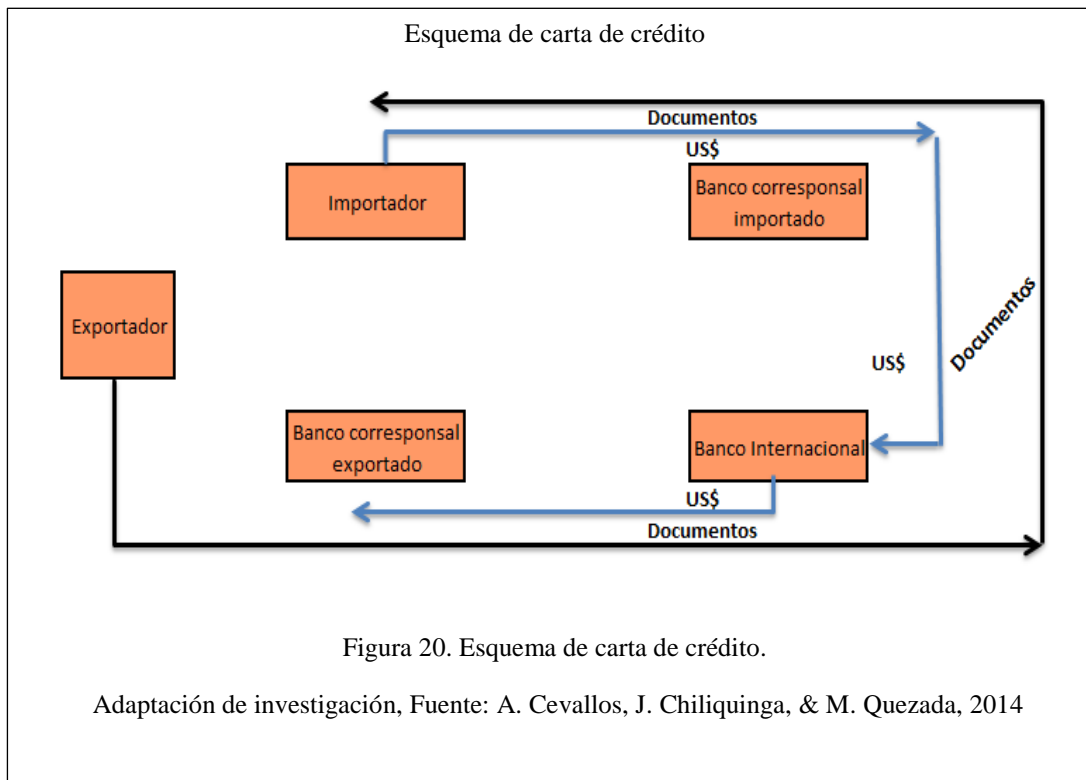 Esquema de carta de crédito
Documentos
US$
Importador
Banco corresponsal
importado
Exportador
Documentos
US$
Banco corresponsal
exportado
Banco Internacional
US$
Documentos
Figura 20. Esquema de carta de crédito.
Adaptación de investigación, Fuente: A. Cevallos, J. Chiliquinga, & M. Quezada, 2014